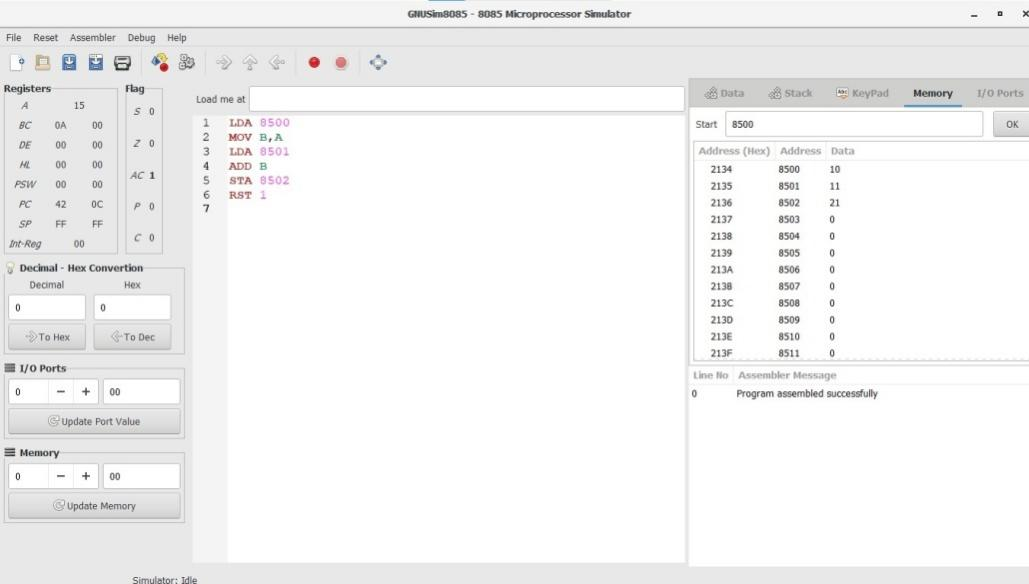 GNUSim8085 - 8085 Microprocessor Simulator
File Reset Assembler Debug Help
Registers
A 15
BC 0A 00
DE 00 00
HL 00 00
PSW 00 00
PC 42 0C
SP FF FF
Int-Reg 00
Flag
S 0
Z 0
AC 1
P 0
C 0
Decimal - Hex Convertion
Decimal Hex
0 0
To Hex To Dec
I/O Ports
0 − + 00
Update Port Value
Memory
0 − + 00
Update Memory
Load me at
1 LDA 8500
2 MOV B,A
3 LDA 8501
4 ADD B
5 STA 8502
6 RST 1
7
Data Stack KeyPad Memory I/O Ports
Start 8500 OK
Address (Hex) Address Data
2134 8500 10
2135 8501 11
2136 8502 21
2137 8503 0
2138 8504 0
2139 8505 0
213A 8506 0
213B 8507 0
213C 8508 0
213D 8509 0
213E 8510 0
213F 8511 0
Line No Assembler Message
0 Program assembled successfully
Simulator: Idle